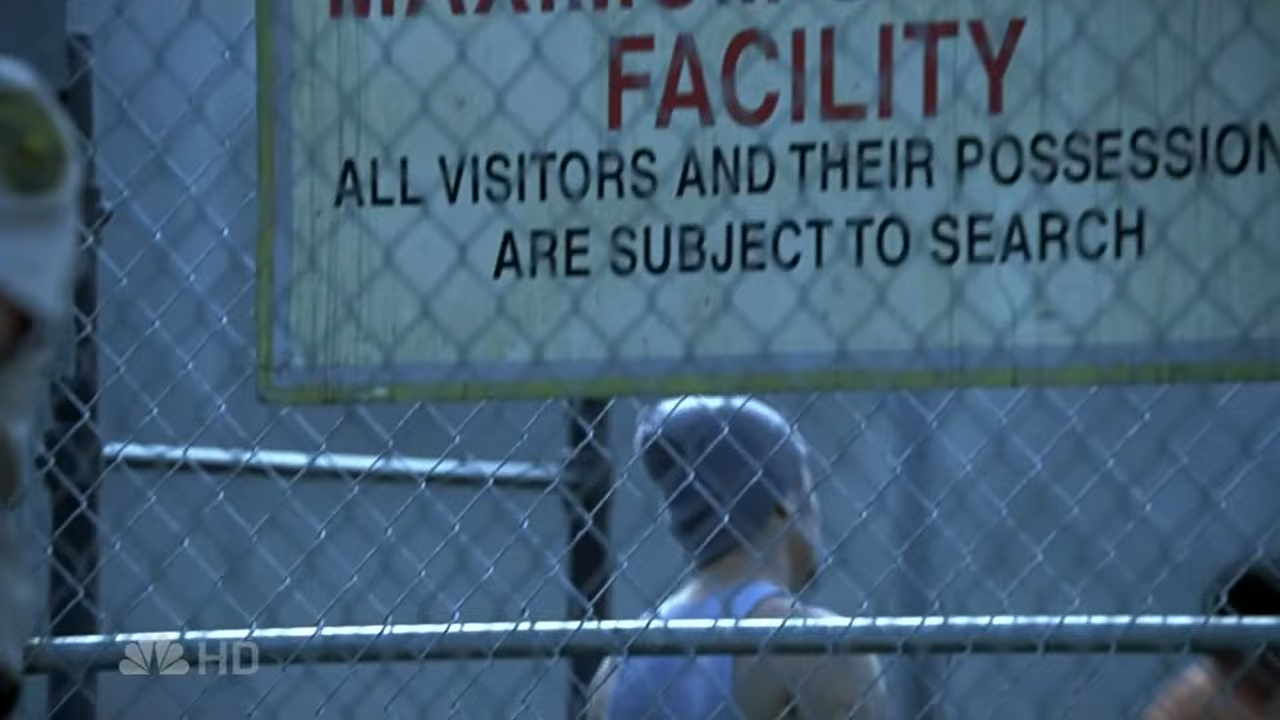 FACILITY
ALL VISITORS AND THEIR POSSESSION
ARE SUBJECT TO SEARCH
HD